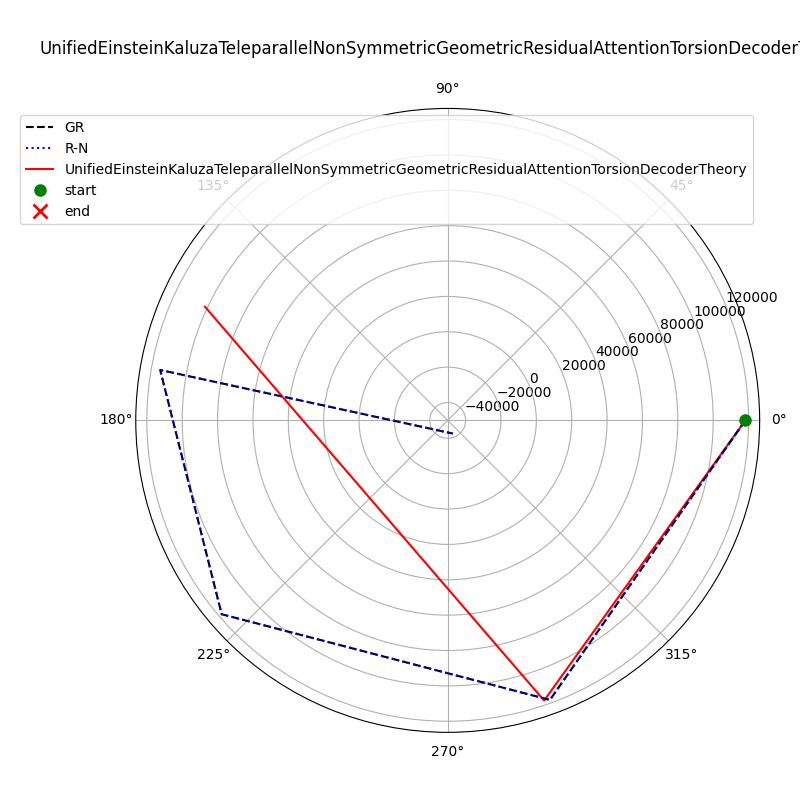 UnifiedEinsteinKaluzaTeleparallelNonSymmetricGeometricResidualAttentionTorsionDecoderT
90°
GR
R-N
UnifiedEinsteinKaluzaTeleparallelNonSymmetricGeometricResidualAttentionTorsionDecoderTheory
start
end
135°
45°
120000
100000
80000
60000
40000
20000
0
−20000
−40000
180°
0°
225°
315°
270°